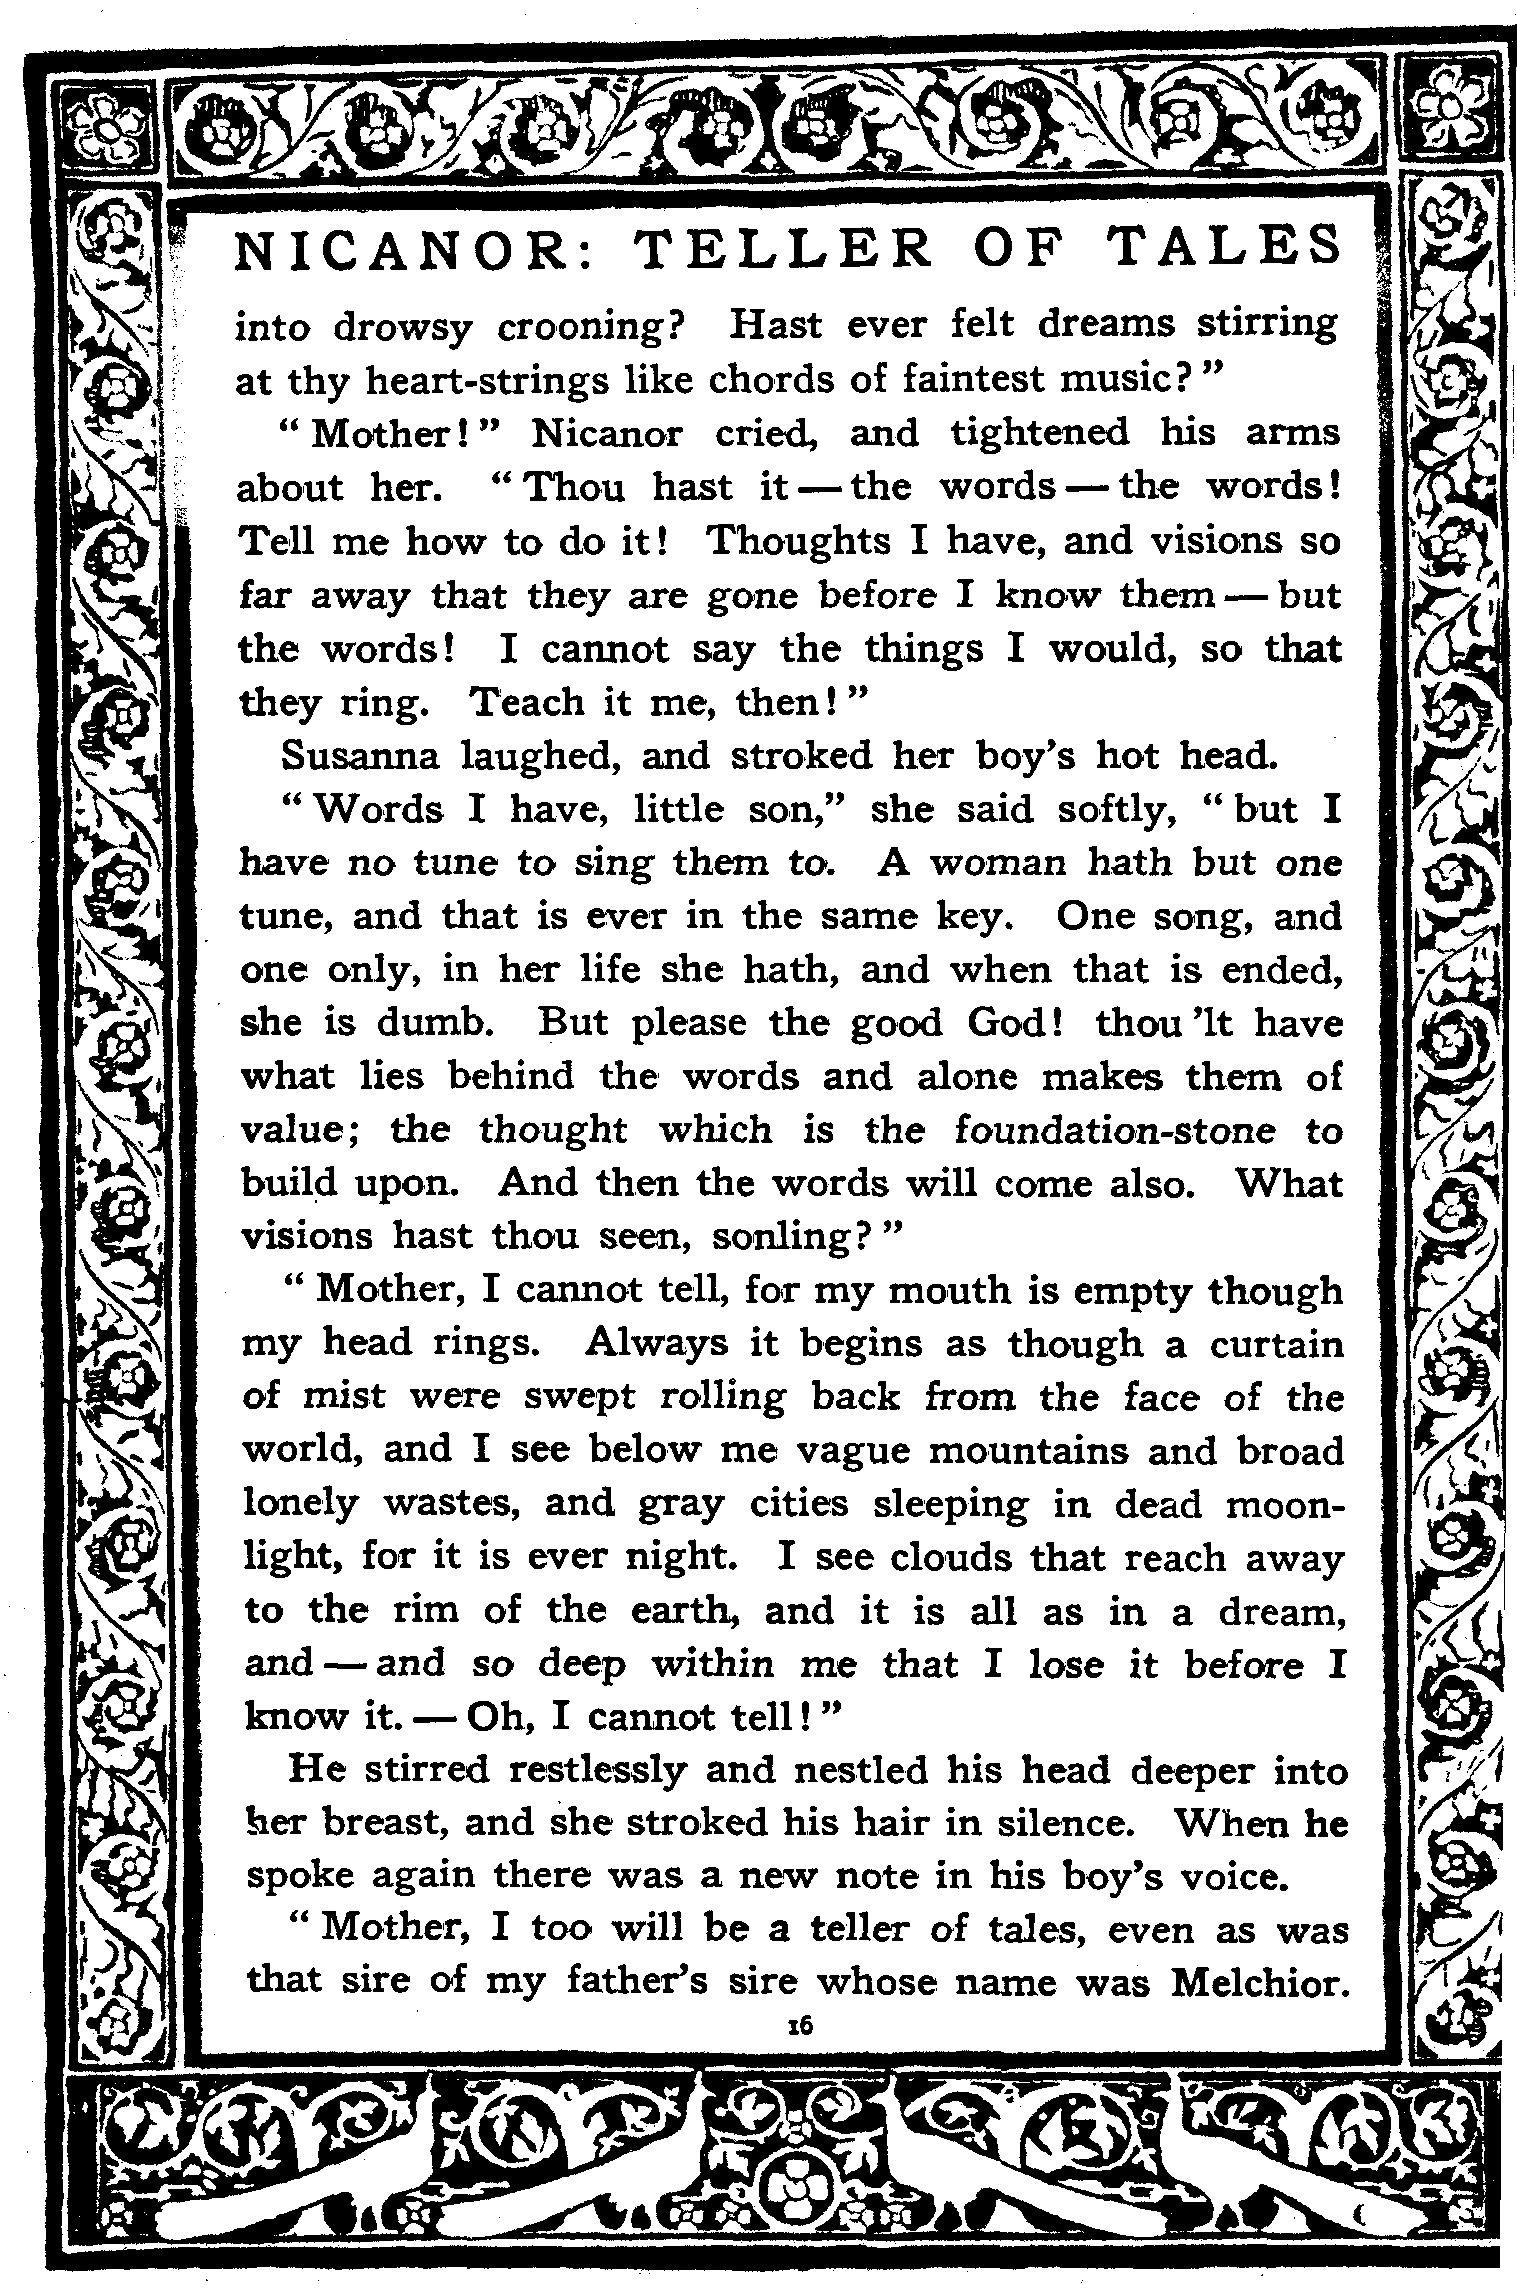 NICANOR: TELLER OF TALES
into drowsy crooning? Hast ever felt dreams stirring
at thy heart-strings like chords of faintest music?"
"Mother!" Nicanor cried, and tightened his arms
about her. "Thou hast it—the words—the words!
Tell me how to do it! Thoughts I have, and visions so
far away that they are gone before I know them—but
the words! I cannot say the things I would, so that
they ring. Teach it me, then!"
Susanna laughed, and stroked her boy's hot head.
"Words I have, little son," she said softly, "but I
have no tune to sing them to. A woman hath but one
tune, and that is ever in the same key. One song, and
one only, in her life she hath, and when that is ended,
she is dumb. But please the good God! thou 'lt have
what lies behind the words and alone makes them of
value; the thought which is the foundation-stone to
build upon. And then the words will come also. What
visions hast thou seen, sonling?"
"Mother, I cannot tell, for my mouth is empty though
my head rings. Always it begins as though a curtain
of mist were swept rolling back from the face of the
world, and I see below me vague mountains and broad
lonely wastes, and gray cities sleeping in dead moon-
light, for it is ever night. I see clouds that reach away
to the rim of the earth, and it is all as in a dream,
and—and so deep within me that I lose it before I
know it.—Oh, I cannot tell!"
He stirred restlessly and nestled his head deeper into
her breast, and she stroked his hair in silence. When he
spoke again there was a new note in his boy's voice.
"Mother, I too will be a teller of tales, even as was
that sire of my father's sire whose name was Melchior.
16